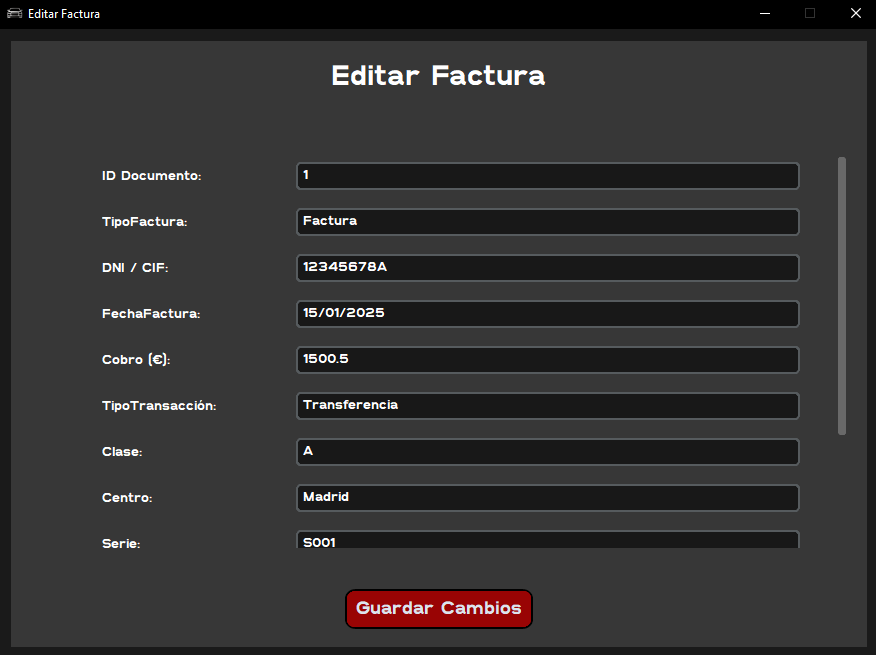 Editar Factura
Editar Factura
ID Documento: 1
TipoFactura: Factura
DNI / CIF: 12345678A
FechaFactura: 15/01/2025
Cobro (€): 1500.5
TipoTransacción: Transferencia
Clase: A
Centro: Madrid
Serie: S001
Guardar Cambios